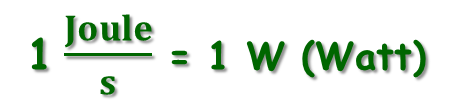 1 Joule/s = 1 W (Watt)